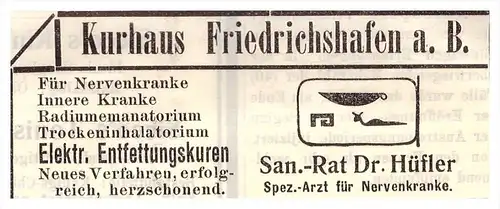 Kurhaus Friedrichshafen a. B.
Für Nervenkranke
Innere Kranke
Radiumemanatorium
Trockeninhalatorium
Elektr. Entfettungskuren
Neues Verfahren, erfolg-
reich, herzschonend.
San.-Rat Dr. Hüfler
Spez.-Arzt für Nervenkranke.